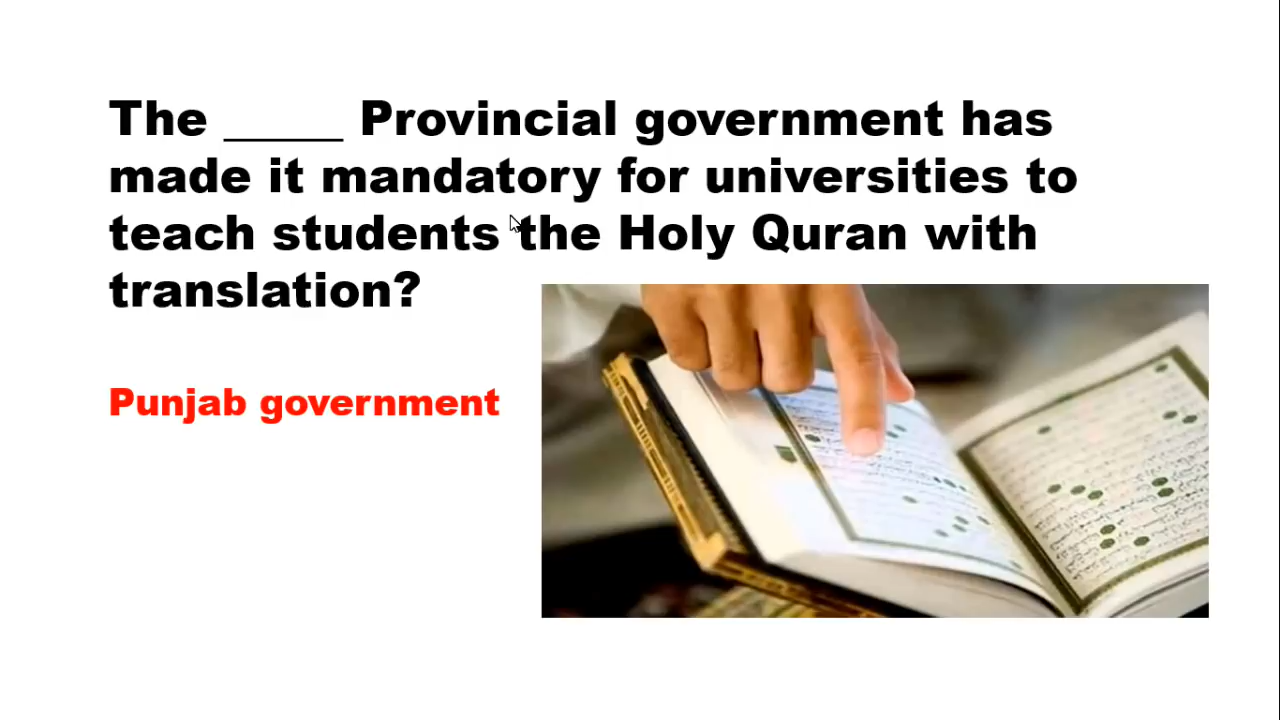 The _____ Provincial government has
made it mandatory for universities to
teach students the Holy Quran with
translation?
Punjab government